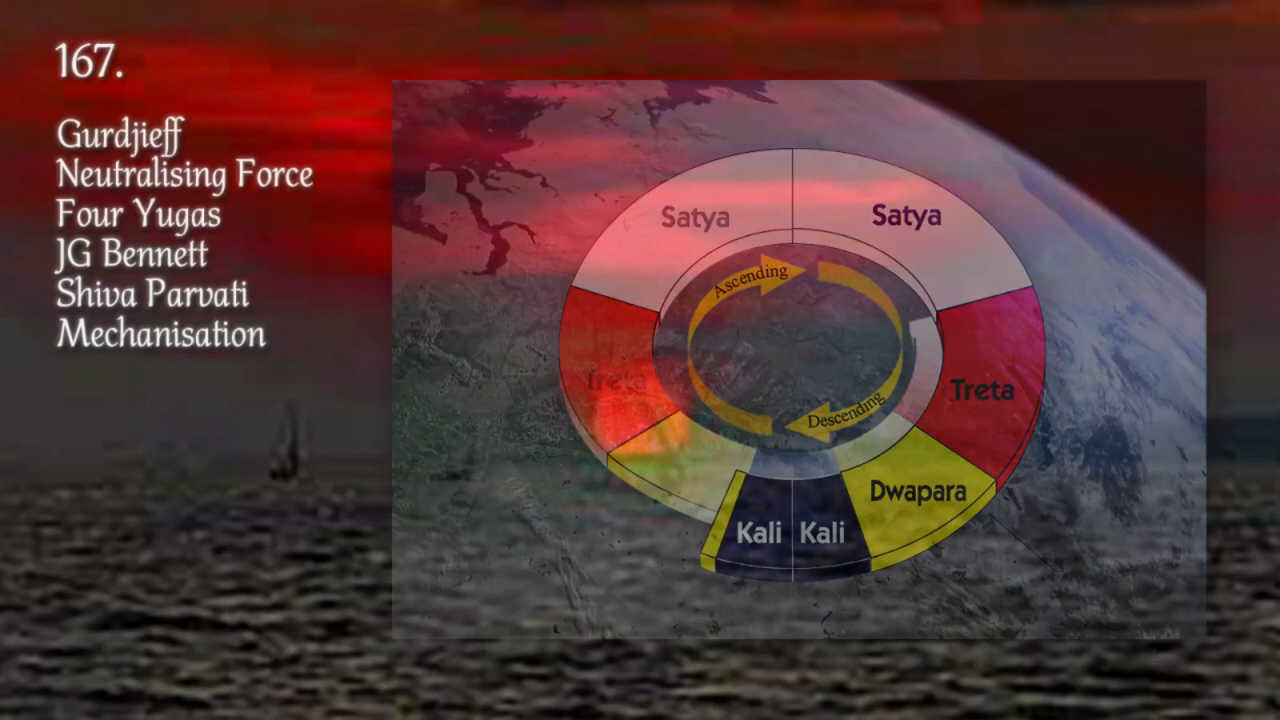 167.
Gurdjieff
Neutralising Force
Four Yugas
JG Bennett
Shiva Parvati
Mechanisation
Satya
Satya
Ascending
Treta
Treta
Descending
Dwapara
Kali
Kali